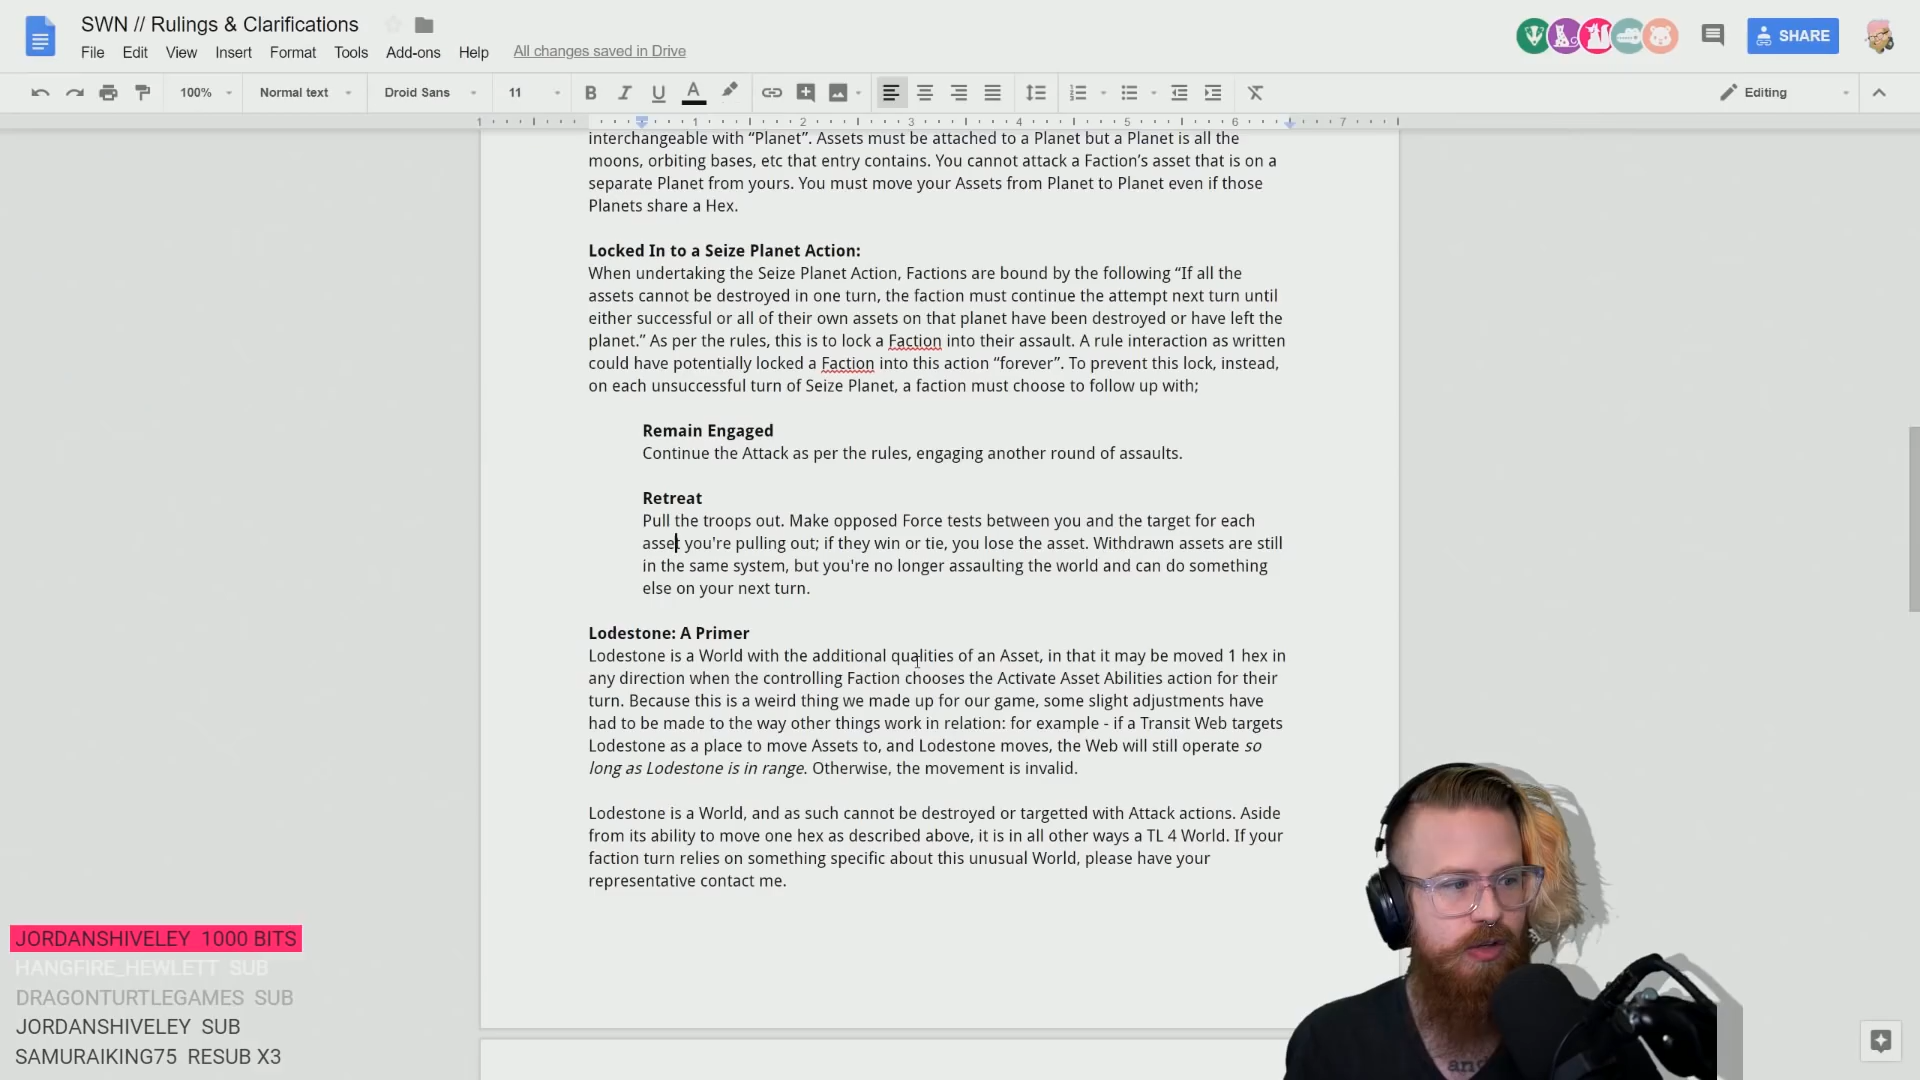 SWN // Rulings & Clarifications
File Edit View Insert Format Tools Add-ons Help All changes saved in Drive
SHARE
100% Normal text Droid Sans 11 B I U A Editing
1 1 2 3 4 5 6 7
interchangeable with “Planet”. Assets must be attached to a Planet but a Planet is all the
moons, orbiting bases, etc that entry contains. You cannot attack a Faction’s asset that is on a
separate Planet from yours. You must move your Assets from Planet to Planet even if those
Planets share a Hex.
Locked In to a Seize Planet Action:
When undertaking the Seize Planet Action, Factions are bound by the following “If all the
assets cannot be destroyed in one turn, the faction must continue the attempt next turn until
either successful or all of their own assets on that planet have been destroyed or have left the
planet.” As per the rules, this is to lock a Faction into their assault. A rule interaction as written
could have potentially locked a Faction into this action “forever”. To prevent this lock, instead,
on each unsuccessful turn of Seize Planet, a faction must choose to follow up with;
Remain Engaged
Continue the Attack as per the rules, engaging another round of assaults.
Retreat
Pull the troops out. Make opposed Force tests between you and the target for each
asset you're pulling out; if they win or tie, you lose the asset. Withdrawn assets are still
in the same system, but you're no longer assaulting the world and can do something
else on your next turn.
Lodestone: A Primer
Lodestone is a World with the additional qualities of an Asset, in that it may be moved 1 hex in
any direction when the controlling Faction chooses the Activate Asset Abilities action for their
turn. Because this is a weird thing we made up for our game, some slight adjustments have
had to be made to the way other things work in relation: for example - if a Transit Web targets
Lodestone as a place to move Assets to, and Lodestone moves, the Web will still operate so
long as Lodestone is in range. Otherwise, the movement is invalid.
Lodestone is a World, and as such cannot be destroyed or targetted with Attack actions. Aside
from its ability to move one hex as described above, it is in all other ways a TL 4 World. If your
faction turn relies on something specific about this unusual World, please have your
representative contact me.
JORDANSHIVELEY 1000 BITS
HANGFIRE_HEWLETT SUB
DRAGONTURTLEGAMES SUB
JORDANSHIVELEY SUB
SAMURAIKING75 RESUB X3